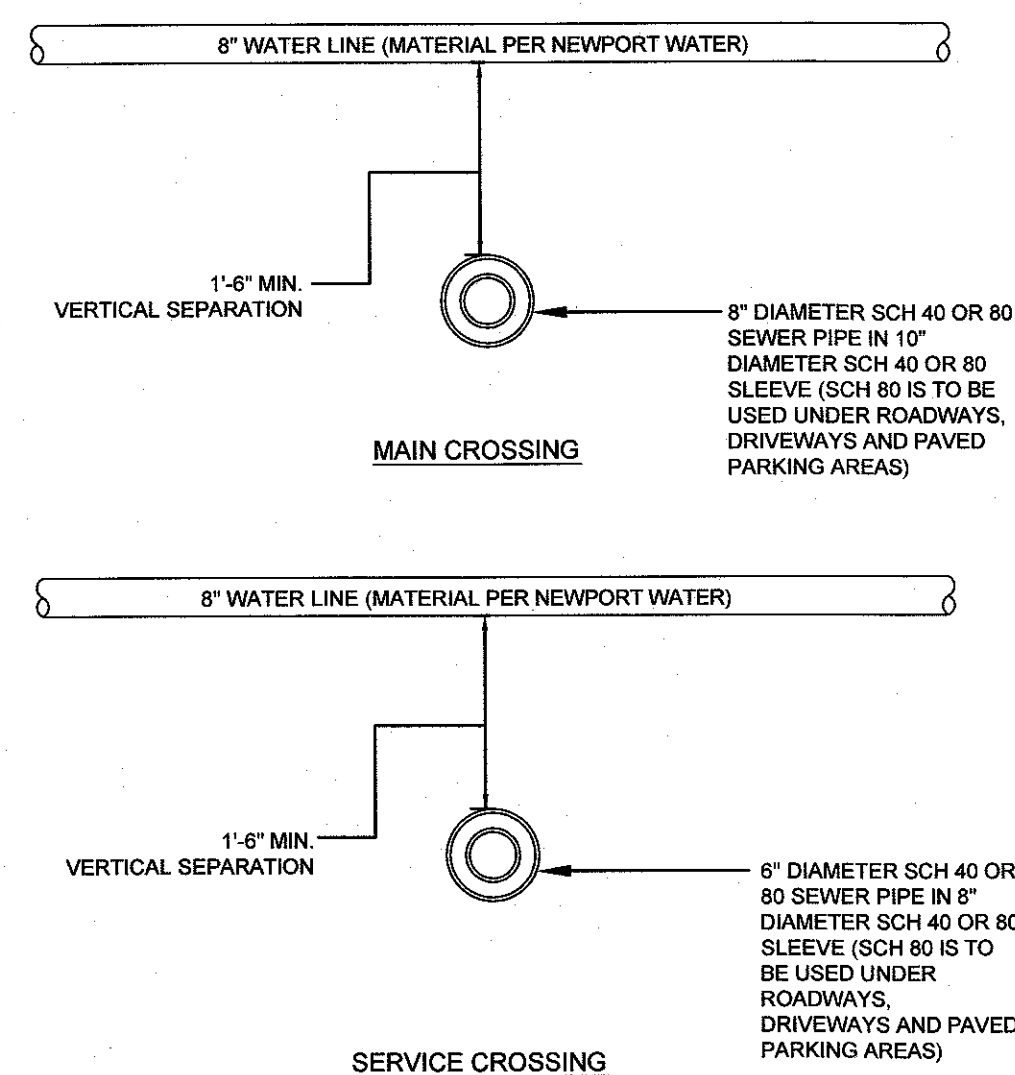 8" WATER LINE (MATERIAL PER NEWPORT WATER)
1'-6" MIN.
VERTICAL SEPARATION
8" DIAMETER SCH 40 OR 80
SEWER PIPE IN 10"
DIAMETER SCH 40 OR 80
SLEEVE (SCH 80 IS TO BE
USED UNDER ROADWAYS,
DRIVEWAYS AND PAVED
PARKING AREAS)
MAIN CROSSING
8" WATER LINE (MATERIAL PER NEWPORT WATER)
1'-6" MIN.
VERTICAL SEPARATION
6" DIAMETER SCH 40 OR
80 SEWER PIPE IN 8"
DIAMETER SCH 40 OR 80
SLEEVE (SCH 80 IS TO
BE USED UNDER
ROADWAYS,
DRIVEWAYS AND PAVED
PARKING AREAS)
SERVICE CROSSING